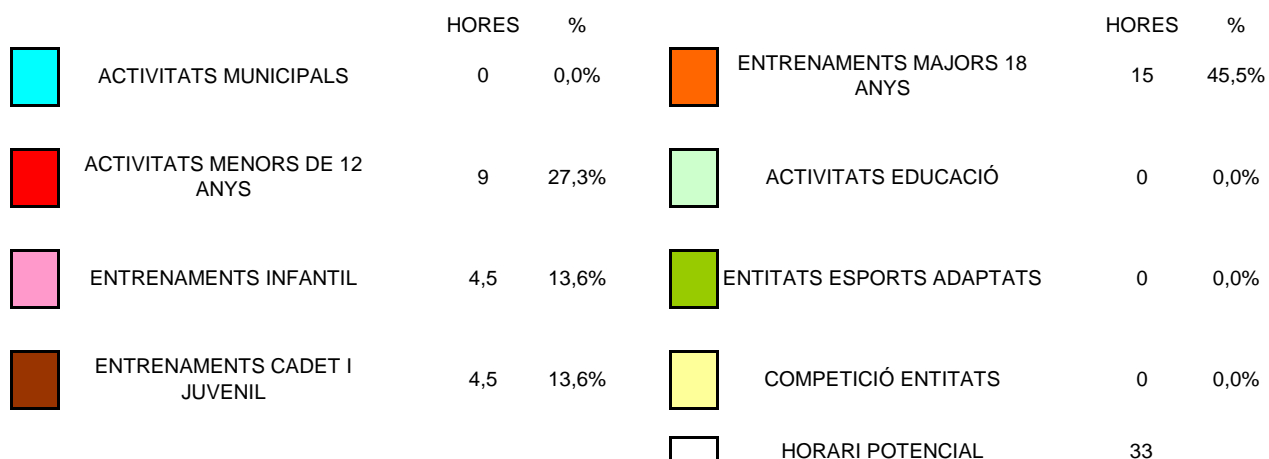 HORES % HORES %
ACTIVITATS MUNICIPALS 0 0,0%
ENTRENAMENTS MAJORS 18
ANYS 15 45,5%
ACTIVITATS MENORS DE 12
ANYS 9 27,3%
ACTIVITATS EDUCACIÓ 0 0,0%
ENTRENAMENTS INFANTIL 4,5 13,6%
ENTITATS ESPORTS ADAPTATS 0 0,0%
ENTRENAMENTS CADET I
JUVENIL 4,5 13,6%
COMPETICIÓ ENTITATS 0 0,0%
HORARI POTENCIAL 33